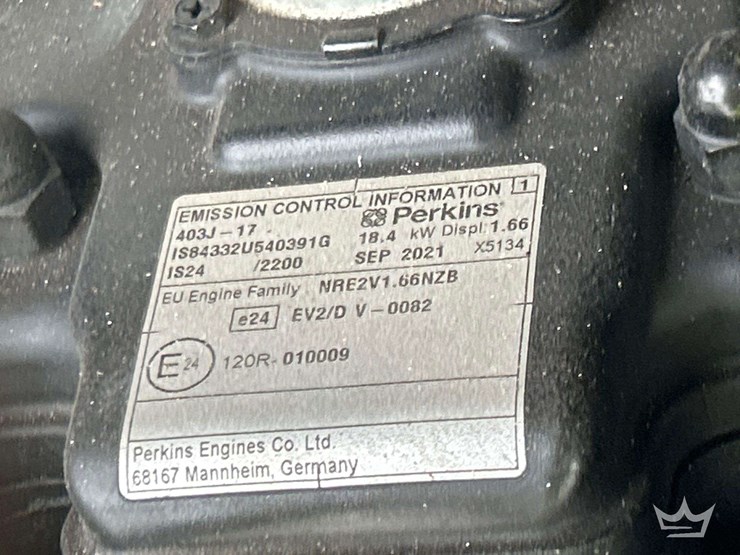 EMISSION CONTROL INFORMATION 1
403J-17 Perkins
IS84332U540391G 18.4 kW Displ. 1.66
IS24 /2200 SEP 2021 X5134
EU Engine Family NRE2V1.66NZB
e24 EV2/D V-0082
E24 120R-010009
Perkins Engines Co. Ltd.
68167 Mannheim, Germany